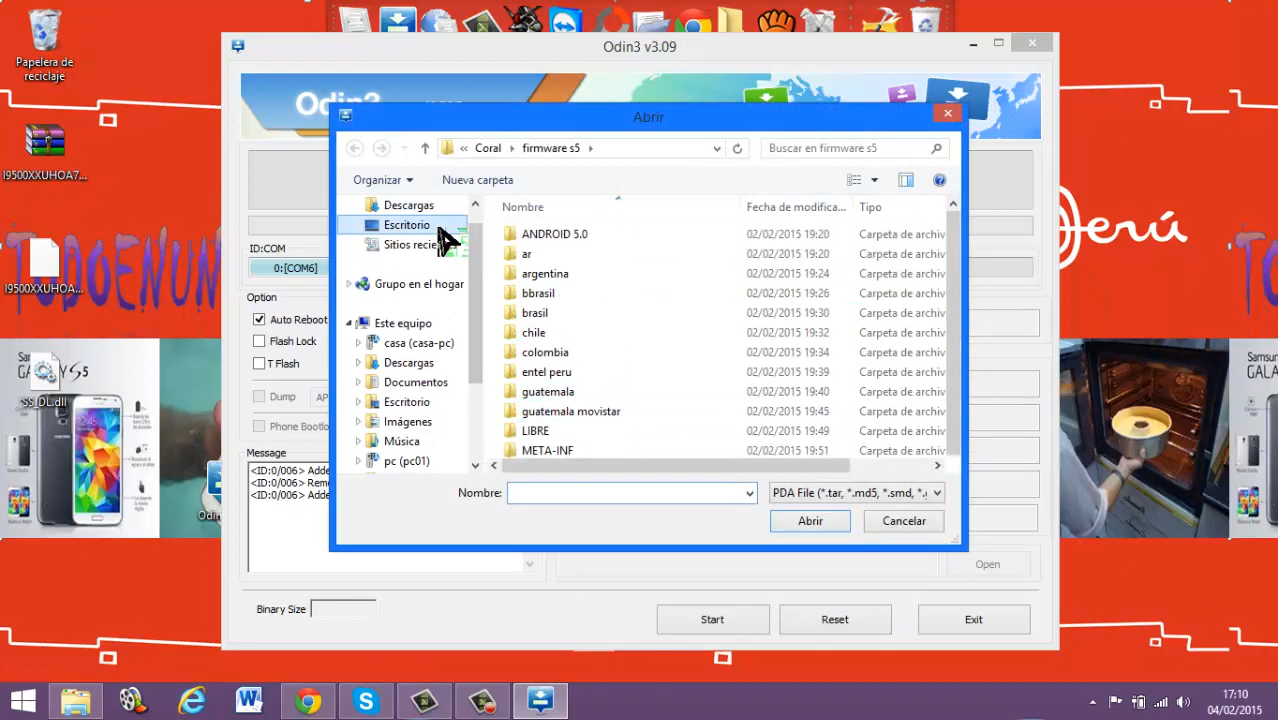 Papelera de
reciclaje
I9500XXUHOA7...
I9500XXUHOA...
SS_DL.dll
Odin3 v3.09
Odin3
ID:COM
0:[COM6]
Option
Auto Reboot
Flash Lock
T Flash
Dump
AP
Phone Bootlo
Message
<ID:0/006> Adde
<ID:0/006> Rem
<ID:0/006> Adde
Binary Size
Open
Start
Reset
Exit
Abrir
« Coral › firmware s5 ›
Buscar en firmware s5
Organizar
Nueva carpeta
Descargas
Escritorio
Sitios recie
Grupo en el hogar
Este equipo
casa (casa-pc)
Descargas
Documentos
Escritorio
Imágenes
Música
pc (pc01)
Nombre Fecha de modifica... Tipo
ANDROID 5.0 02/02/2015 19:20 Carpeta de archiv
ar 02/02/2015 19:20 Carpeta de archiv
argentina 02/02/2015 19:24 Carpeta de archiv
bbrasil 02/02/2015 19:26 Carpeta de archiv
brasil 02/02/2015 19:30 Carpeta de archiv
chile 02/02/2015 19:32 Carpeta de archiv
colombia 02/02/2015 19:34 Carpeta de archiv
entel peru 02/02/2015 19:39 Carpeta de archiv
guatemala 02/02/2015 19:40 Carpeta de archiv
guatemala movistar 02/02/2015 19:45 Carpeta de archiv
LIBRE 02/02/2015 19:49 Carpeta de archiv
META-INF 02/02/2015 19:51 Carpeta de archiv
Nombre:
PDA File (*.tar, *.md5, *.smd, *.
Abrir
Cancelar
Perú
TODOENUN
S5
17:10
04/02/2015